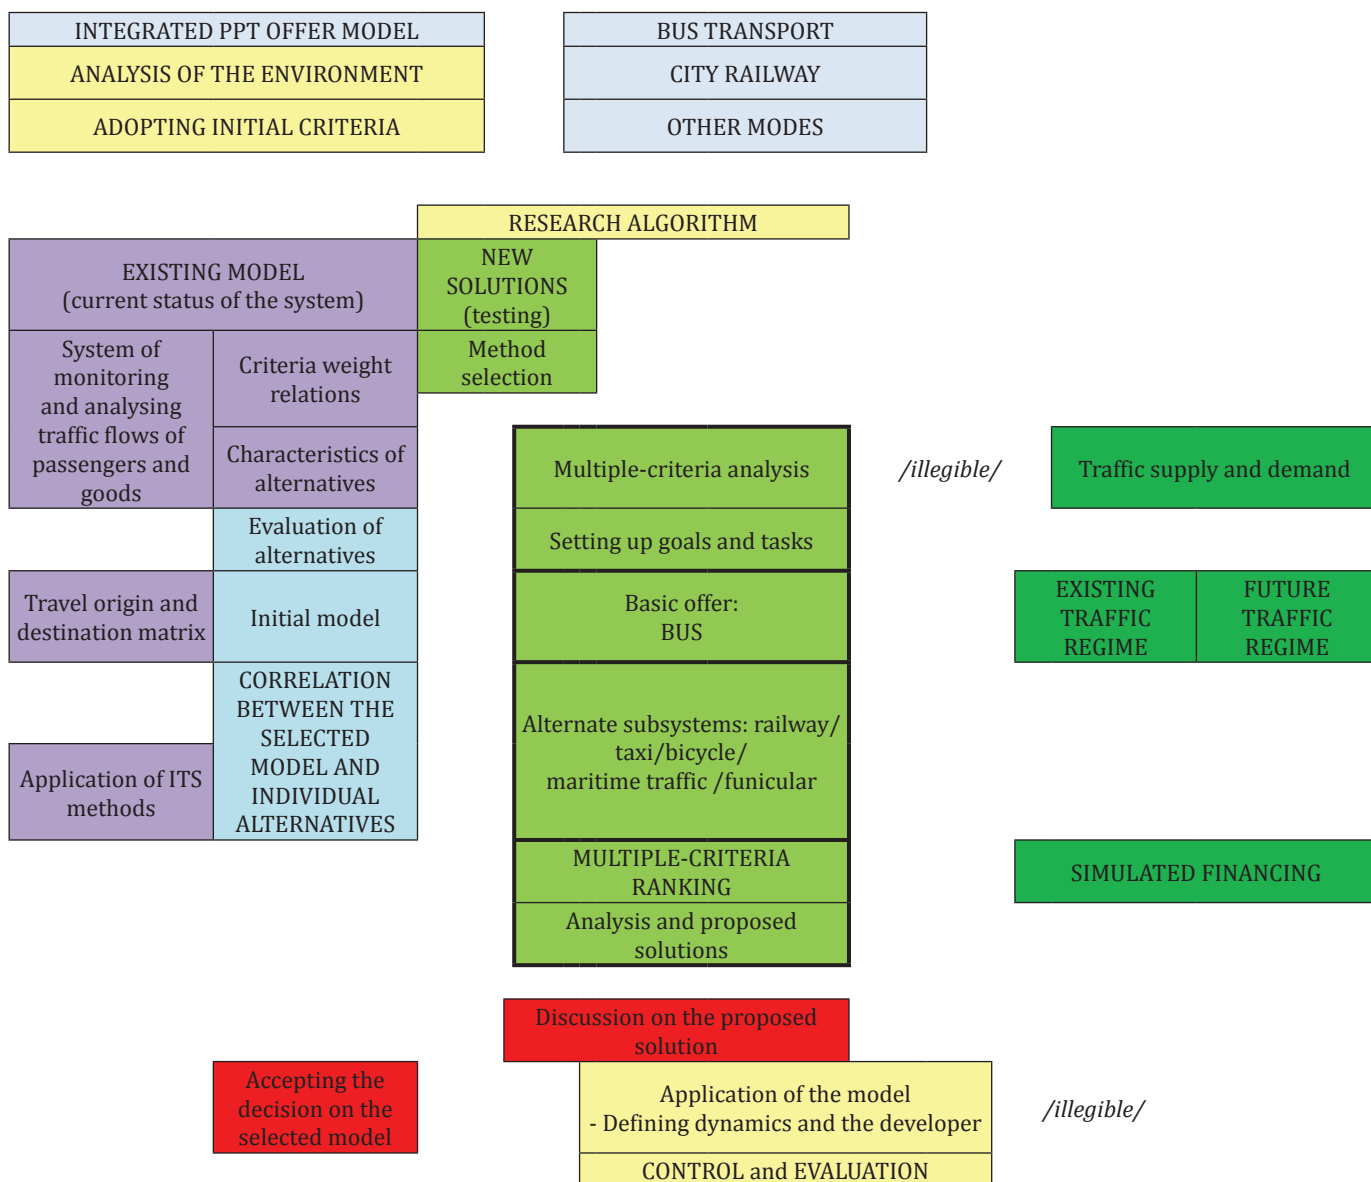 INTEGRATED PPT OFFER MODEL
ANALYSIS OF THE ENVIRONMENT
ADOPTING INITIAL CRITERIA
BUS TRANSPORT
CITY RAILWAY
OTHER MODES
RESEARCH ALGORITHM
EXISTING MODEL
(current status of the system)
NEW
SOLUTIONS
(testing)
System of
monitoring
and analysing
traffic flows of
passengers and
goods
Criteria weight
relations
Method
selection
Characteristics of
alternatives
Multiple-criteria analysis
/illegible/
Traffic supply and demand
Evaluation of
alternatives
Setting up goals and tasks
Travel origin and
destination matrix
Initial model
Basic offer:
BUS
EXISTING
TRAFFIC
REGIME
FUTURE
TRAFFIC
REGIME
CORRELATION
BETWEEN THE
SELECTED
MODEL AND
INDIVIDUAL
ALTERNATIVES
Alternate subsystems: railway/
taxi/bicycle/
maritime traffic /funicular
Application of ITS
methods
MULTIPLE-CRITERIA
RANKING
SIMULATED FINANCING
Analysis and proposed
solutions
Discussion on the proposed
solution
Accepting the
decision on the
selected model
Application of the model
- Defining dynamics and the developer
/illegible/
CONTROL and EVALUATION